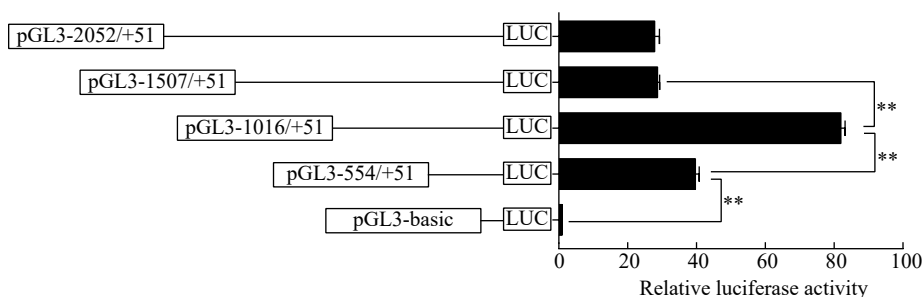 pGL3-2052/+51 LUC
pGL3-1507/+51 LUC
**
pGL3-1016/+51 LUC
**
pGL3-554/+51 LUC
**
pGL3-basic LUC
0 20 40 60 80 100
Relative luciferase activity